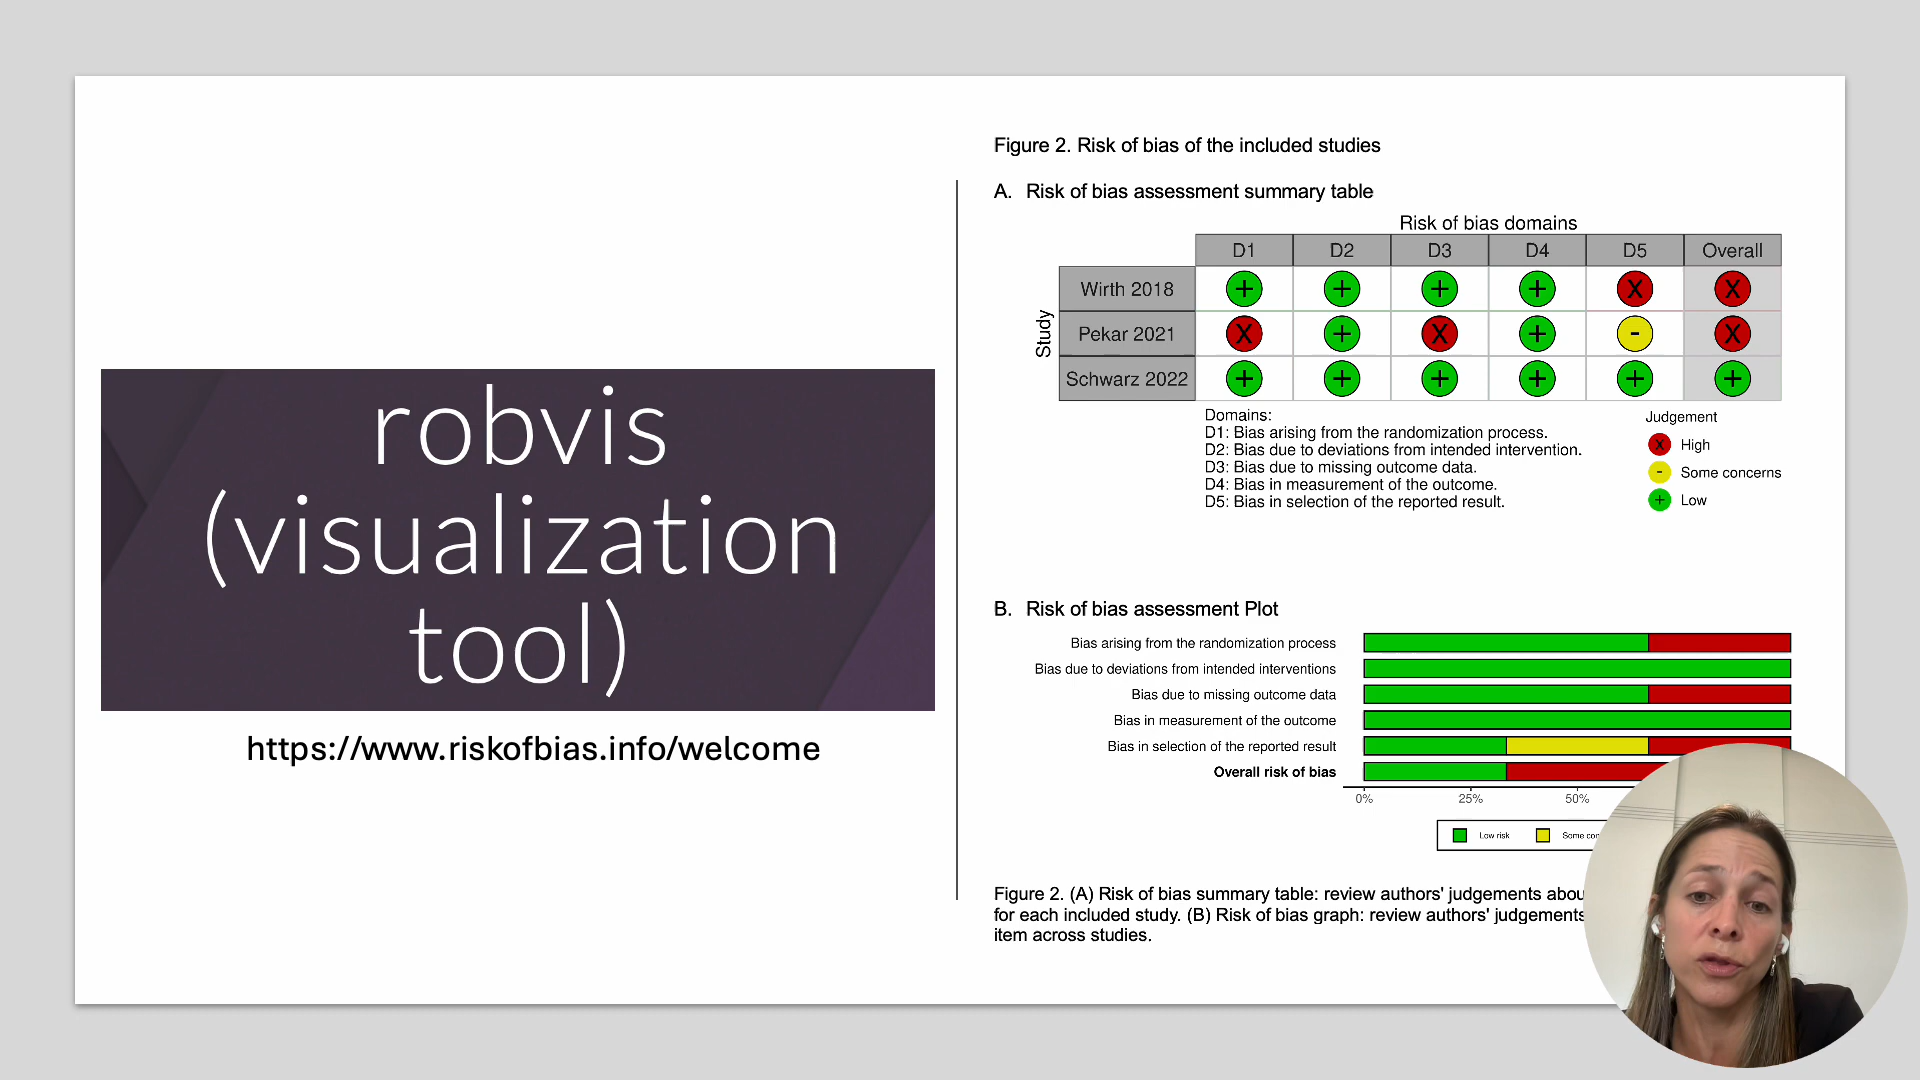 robvis
(visualization
tool)
https://www.riskofbias.info/welcome
Figure 2. Risk of bias of the included studies
A. Risk of bias assessment summary table
Risk of bias domains
D1 D2 D3 D4 D5 Overall
Study
Wirth 2018 + + + + X X
Pekar 2021 X + X + - X
Schwarz 2022 + + + + + +
Domains:
D1: Bias arising from the randomization process.
D2: Bias due to deviations from intended intervention.
D3: Bias due to missing outcome data.
D4: Bias in measurement of the outcome.
D5: Bias in selection of the reported result.
Judgement
X High
- Some concerns
+ Low
B. Risk of bias assessment Plot
Bias arising from the randomization process
Bias due to deviations from intended interventions
Bias due to missing outcome data
Bias in measurement of the outcome
Bias in selection of the reported result
Overall risk of bias
0% 25% 50%
Low risk Some
Figure 2. (A) Risk of bias summary table: review authors' judgements
for each included study. (B) Risk of bias graph: review authors' judgements
item across studies.